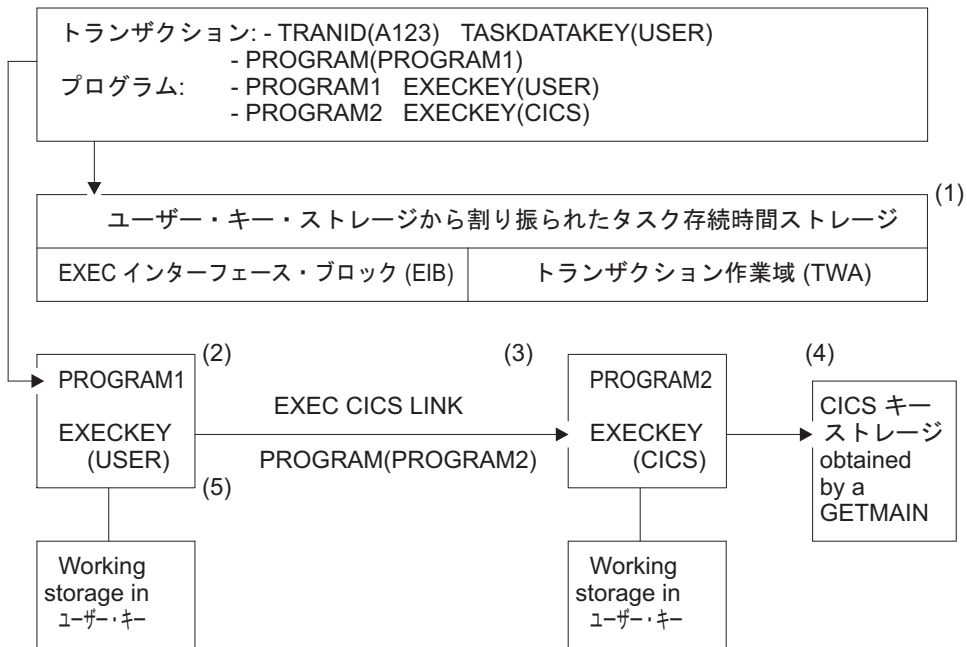 トランザクション: - TRANID(A123) TASKDATAKEY(USER)
- PROGRAM(PROGRAM1)
プログラム: - PROGRAM1 EXECKEY(USER)
- PROGRAM2 EXECKEY(CICS)
(1)
ユーザー・キー・ストレージから割り振られたタスク存続時間ストレージ
EXEC インターフェース・ブロック (EIB)
トランザクション作業域 (TWA)
(2)
PROGRAM1
EXECKEY
(USER)
(5)
Working
storage in
ユーザー・キー
EXEC CICS LINK
PROGRAM(PROGRAM2)
(3)
PROGRAM2
EXECKEY
(CICS)
Working
storage in
ユーザー・キー
(4)
CICS キー
ストレージ
obtained
by a
GETMAIN